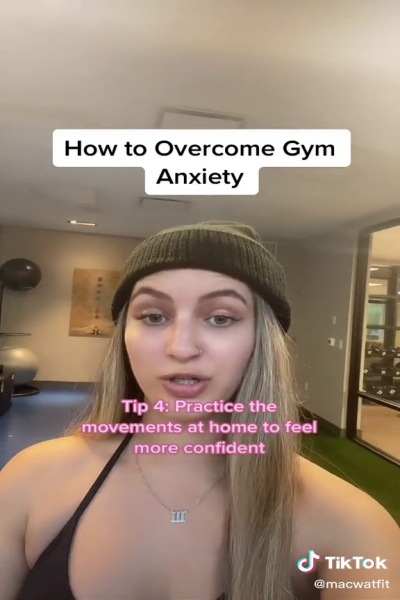 How to Overcome Gym
Anxiety
Tip 4: Practice the
movements at home to feel
more confident
TikTok
@macwatfit